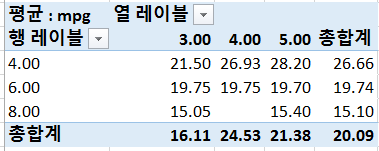 평균 : mpg 열 레이블
행 레이블 3.00 4.00 5.00 총합계
4.00 21.50 26.93 28.20 26.66
6.00 19.75 19.75 19.70 19.74
8.00 15.05 15.40 15.10
총합계 16.11 24.53 21.38 20.09